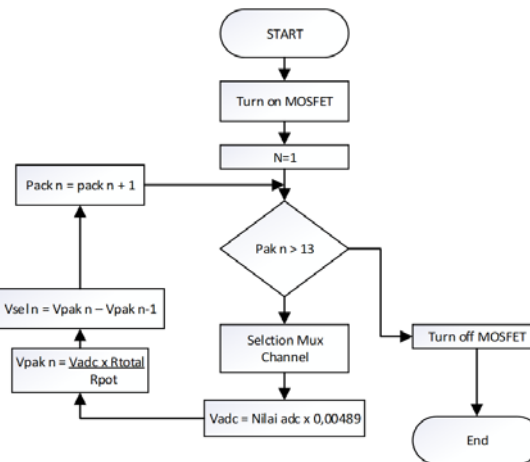 START
Turn on MOSFET
N=1
Pack n = pack n + 1
Pak n > 13
Vsel n = Vpak n – Vpak n-1
Selction Mux
Channel
Turn off MOSFET
Vpak n = Vadc x Rtotal
Rpot
Vadc = Nilai adc x 0,00489
End